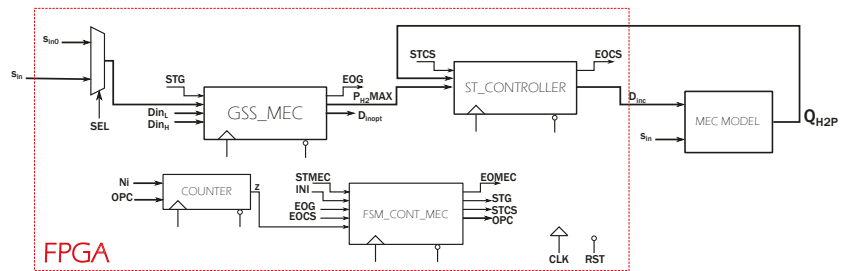 s_in0
s_in
SEL
STG
Din_L
Din_H
GSS_MEC
EOG
P_H2MAX
D_inopt
STCS
ST_CONTROLLER
EOCS
D_inc
s_in
MEC MODEL
Q_H2P
Ni
OPC
COUNTER
z
STMEC
INI
EOG
EOCS
FSM_CONT_MEC
EOMEC
STG
STCS
OPC
FPGA
CLK
RST